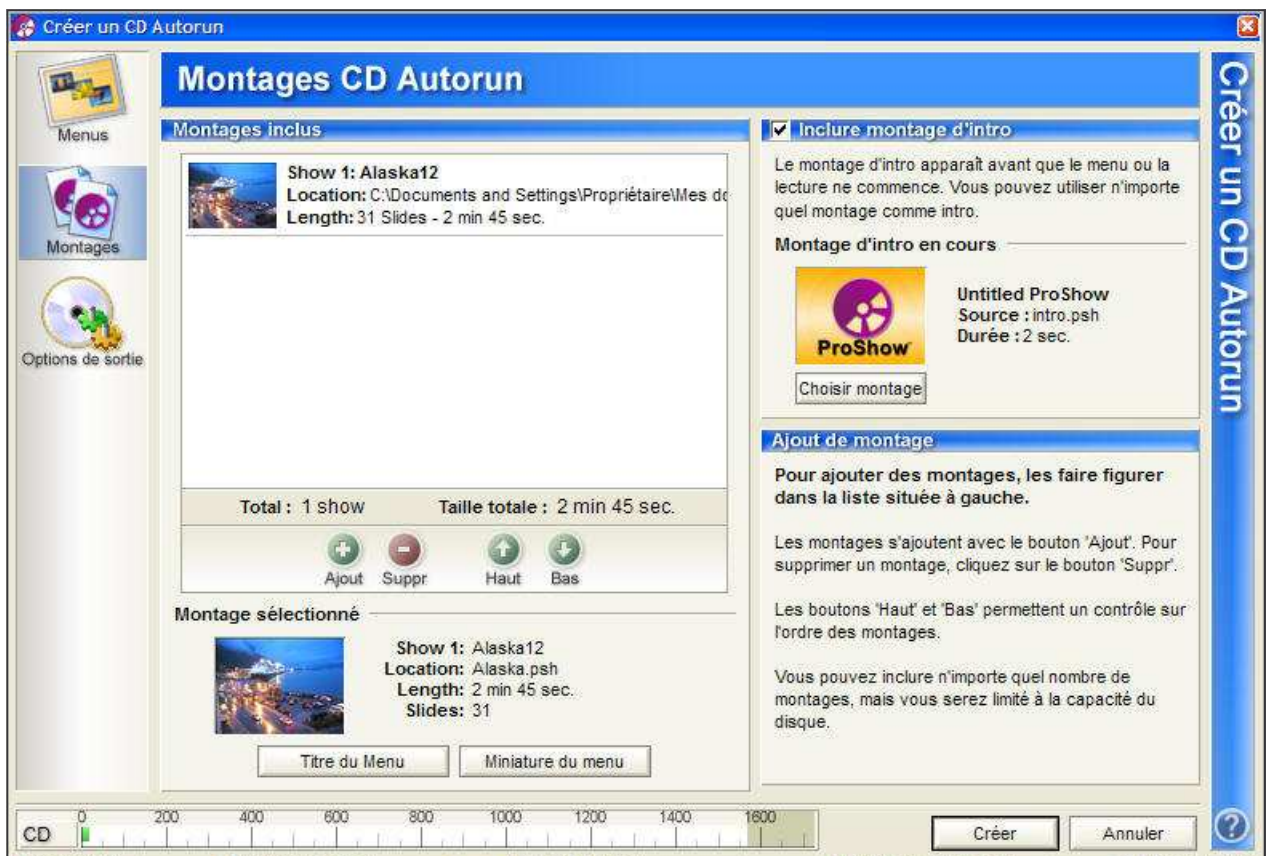 Créer un CD Autorun
Menus
Montages
Options de sortie
Montages CD Autorun
Montages inclus
Show 1: Alaska12
Location: C:\Documents and Settings\Propriétaire\Mes
Length: 31 Slides - 2 min 45 sec.
Total : 1 show Taille totale : 2 min 45 sec.
Ajout Suppr Haut Bas
Montage sélectionné
Show 1: Alaska12
Location: Alaska.psh
Length: 2 min 45 sec.
Slides: 31
Titre du Menu Miniature du menu
Inclure montage d'intro
Le montage d'intro apparaît avant que le menu ou la
lecture ne commence. Vous pouvez utiliser n'importe
quel montage comme intro.
Montage d'intro en cours
ProShow
Untitled ProShow
Source : intro.psh
Durée : 2 sec.
Choisir montage
Ajout de montage
Pour ajouter des montages, les faire figurer
dans la liste située à gauche.
Les montages s'ajoutent avec le bouton 'Ajout'. Pour
supprimer un montage, cliquez sur le bouton 'Suppr'.
Les boutons 'Haut' et 'Bas' permettent un contrôle sur
l'ordre des montages.
Vous pouvez inclure n'importe quel nombre de
montages, mais vous serez limité à la capacité du
disque.
Créer un CD Autorun
CD 0 200 400 600 800 1000 1200 1400 1600
Créer Annuler ?